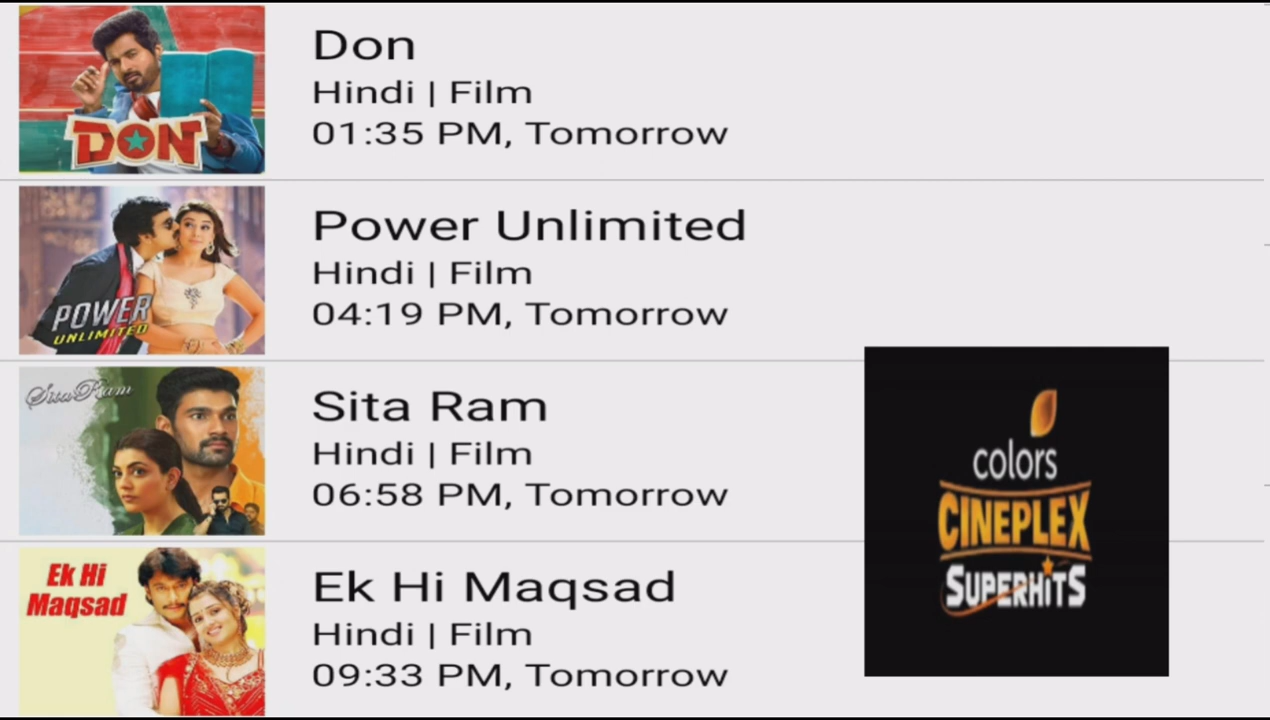 DON
Don
Hindi | Film
01:35 PM, Tomorrow
POWER
UNLIMITED
Power Unlimited
Hindi | Film
04:19 PM, Tomorrow
Sita Ram
Sita Ram
Hindi | Film
06:58 PM, Tomorrow
Ek Hi
Maqsad
Ek Hi Maqsad
Hindi | Film
09:33 PM, Tomorrow
colors
CINEPLEX
SUPERHiTS